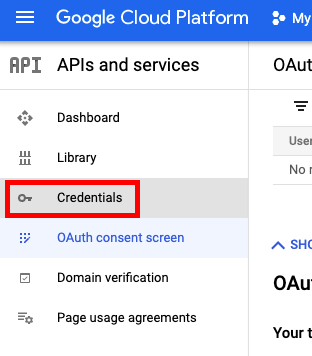 Google Cloud Platform
My
API
APIs and services
OAut
Dashboard
User
Library
No r
Credentials
OAuth consent screen
SHO
Domain verification
OAut
Page usage agreements
Your t